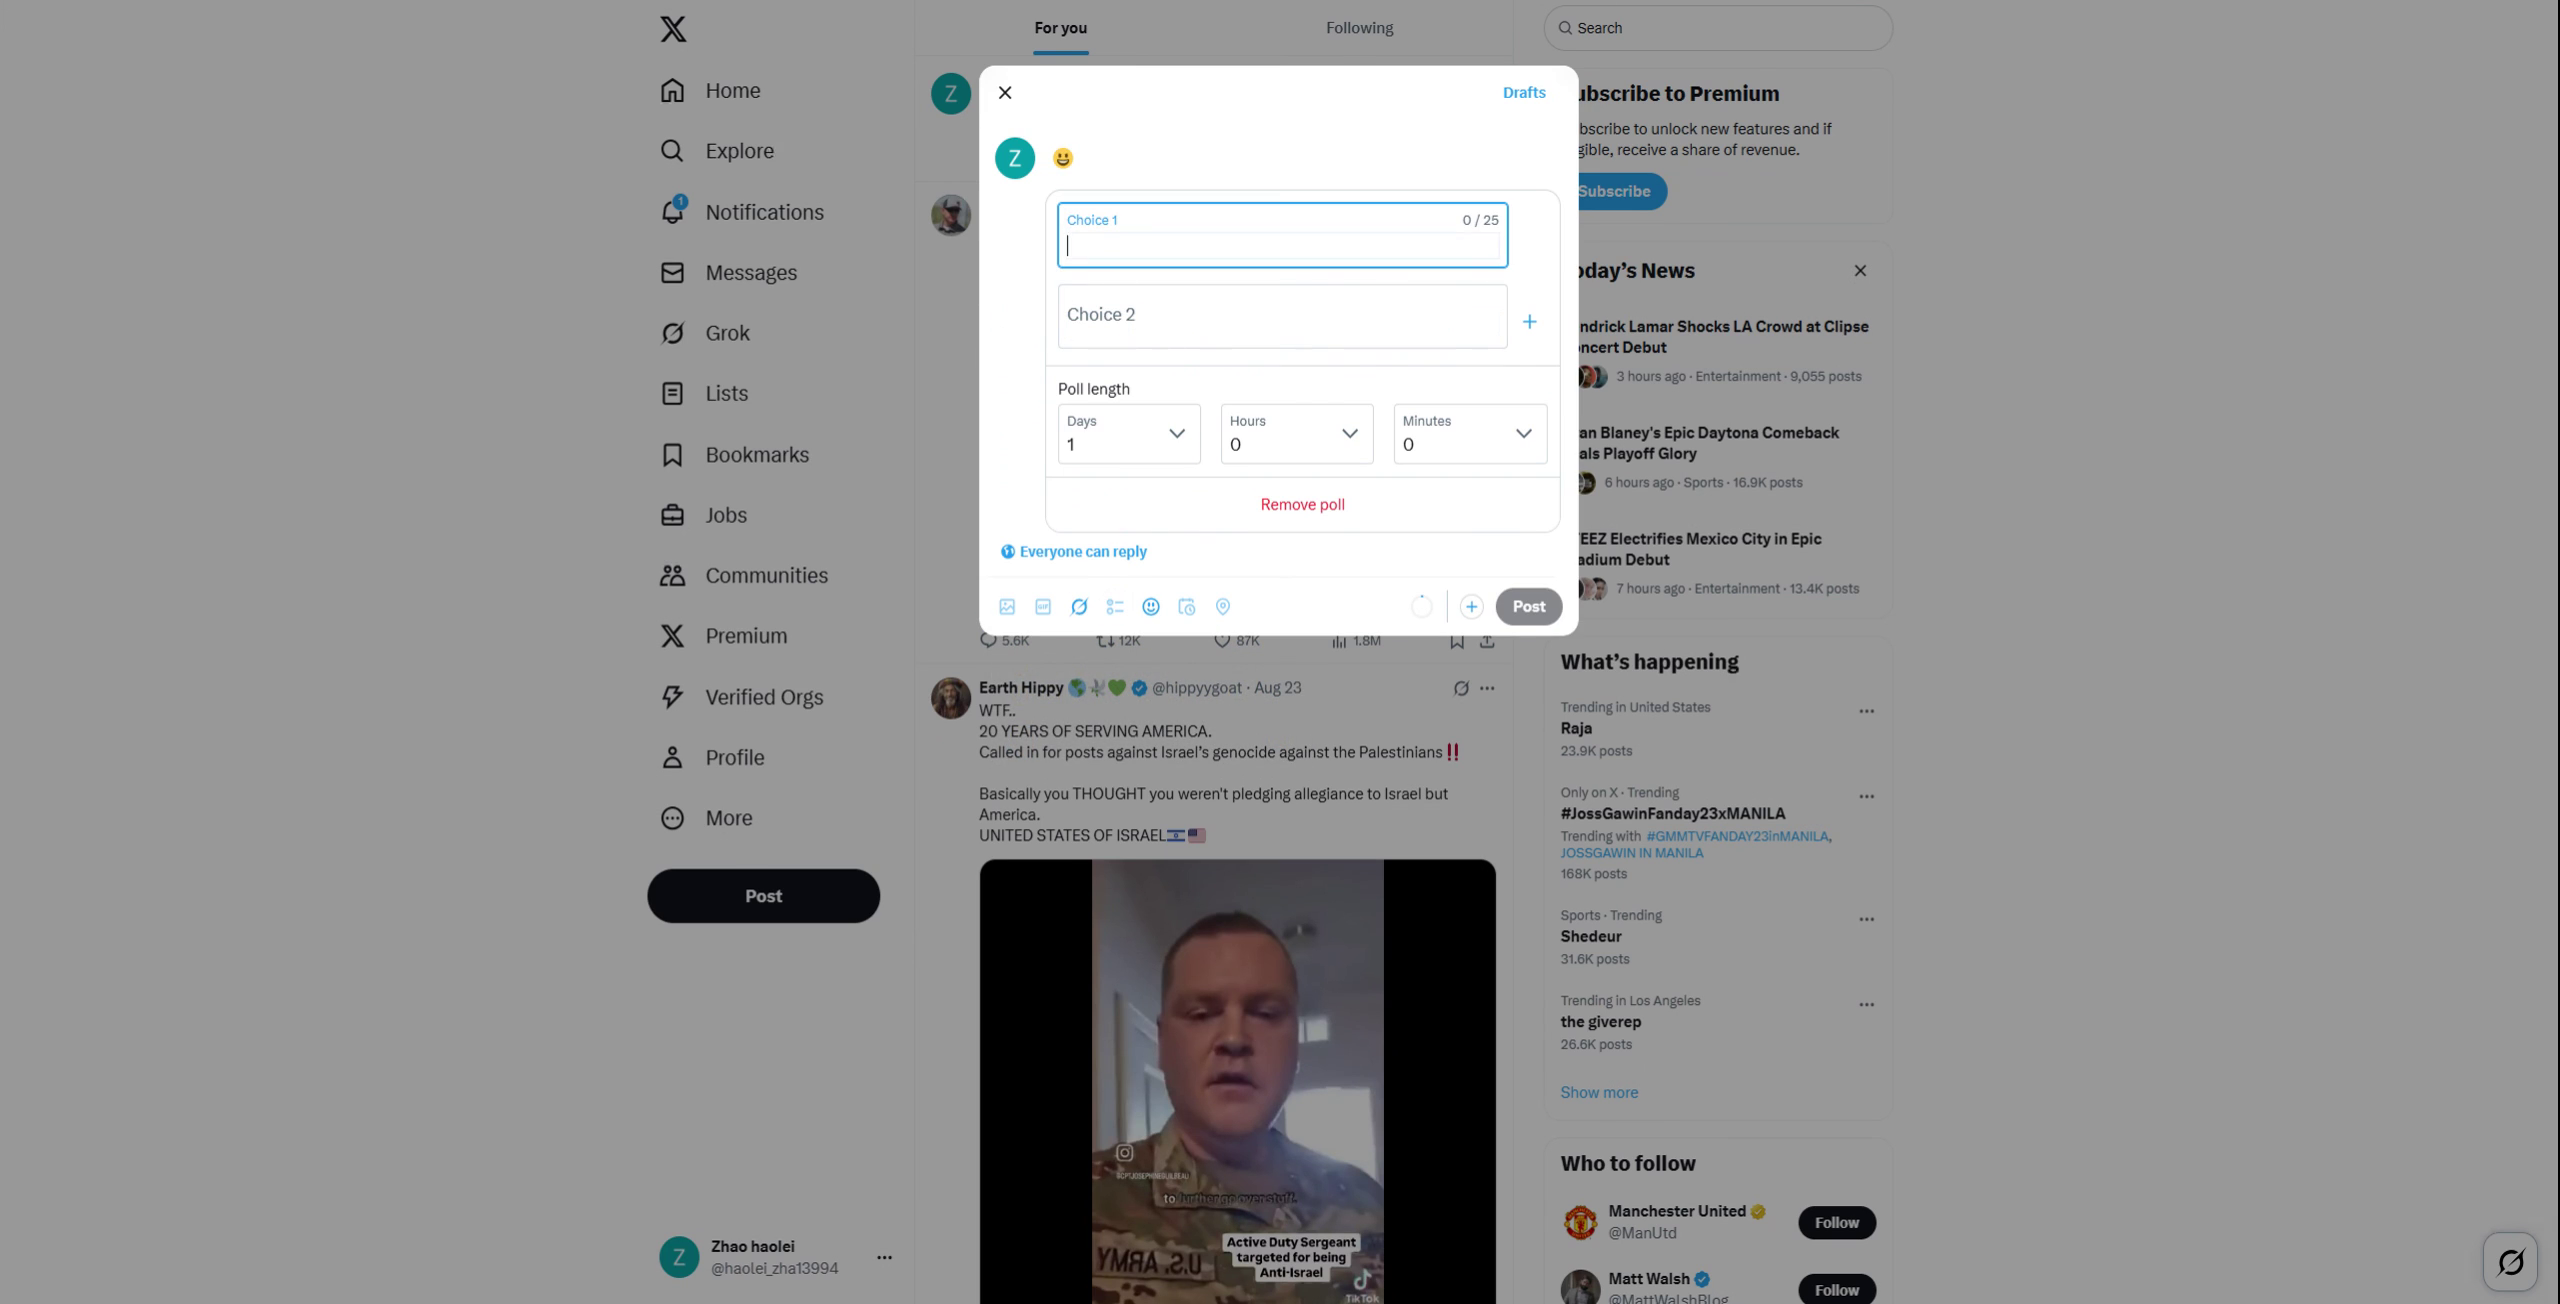 For you
Following
Search
Home
Explore
1
Notifications
Messages
Grok
Lists
Bookmarks
Jobs
Communities
Premium
Verified Orgs
Profile
More
Post
Zhao haolei
@haolei_zha13994
Z
Drafts
Z
Choice 1
0 / 25
Choice 2
Poll length
Days
1
Hours
0
Minutes
0
Remove poll
Everyone can reply
GIF
Post
5.6K
12K
87K
1.8M
Earth Hippy @hippyygoat · Aug 23
WTF..
20 YEARS OF SERVING AMERICA.
Called in for posts against Israel's genocide against the Palestinians‼️
Basically you THOUGHT you weren't pledging allegiance to Israel but
America.
UNITED STATES OF ISRAEL🇮🇱🇺🇸
to further go over stuff.
U.S. ARMY
Active Duty Sergeant
targeted for being
Anti-Israel
TikTok
ubscribe to Premium
bscribe to unlock new features and if
gible, receive a share of revenue.
Subscribe
oday's News
ndrick Lamar Shocks LA Crowd at Clipse
oncert Debut
3 hours ago · Entertainment · 9,055 posts
an Blaney's Epic Daytona Comeback
als Playoff Glory
6 hours ago · Sports · 16.9K posts
EEZ Electrifies Mexico City in Epic
adium Debut
7 hours ago · Entertainment · 13.4K posts
What's happening
Trending in United States
Raja
23.9K posts
Only on X · Trending
#JossGawinFanday23xMANILA
Trending with #GMMTVFANDAY23inMANILA,
JOSSGAWIN IN MANILA
168K posts
Sports · Trending
Shedeur
31.6K posts
Trending in Los Angeles
the giverep
26.6K posts
Show more
Who to follow
Manchester United
@ManUtd
Follow
Matt Walsh
@MattWalshBlog
Follow